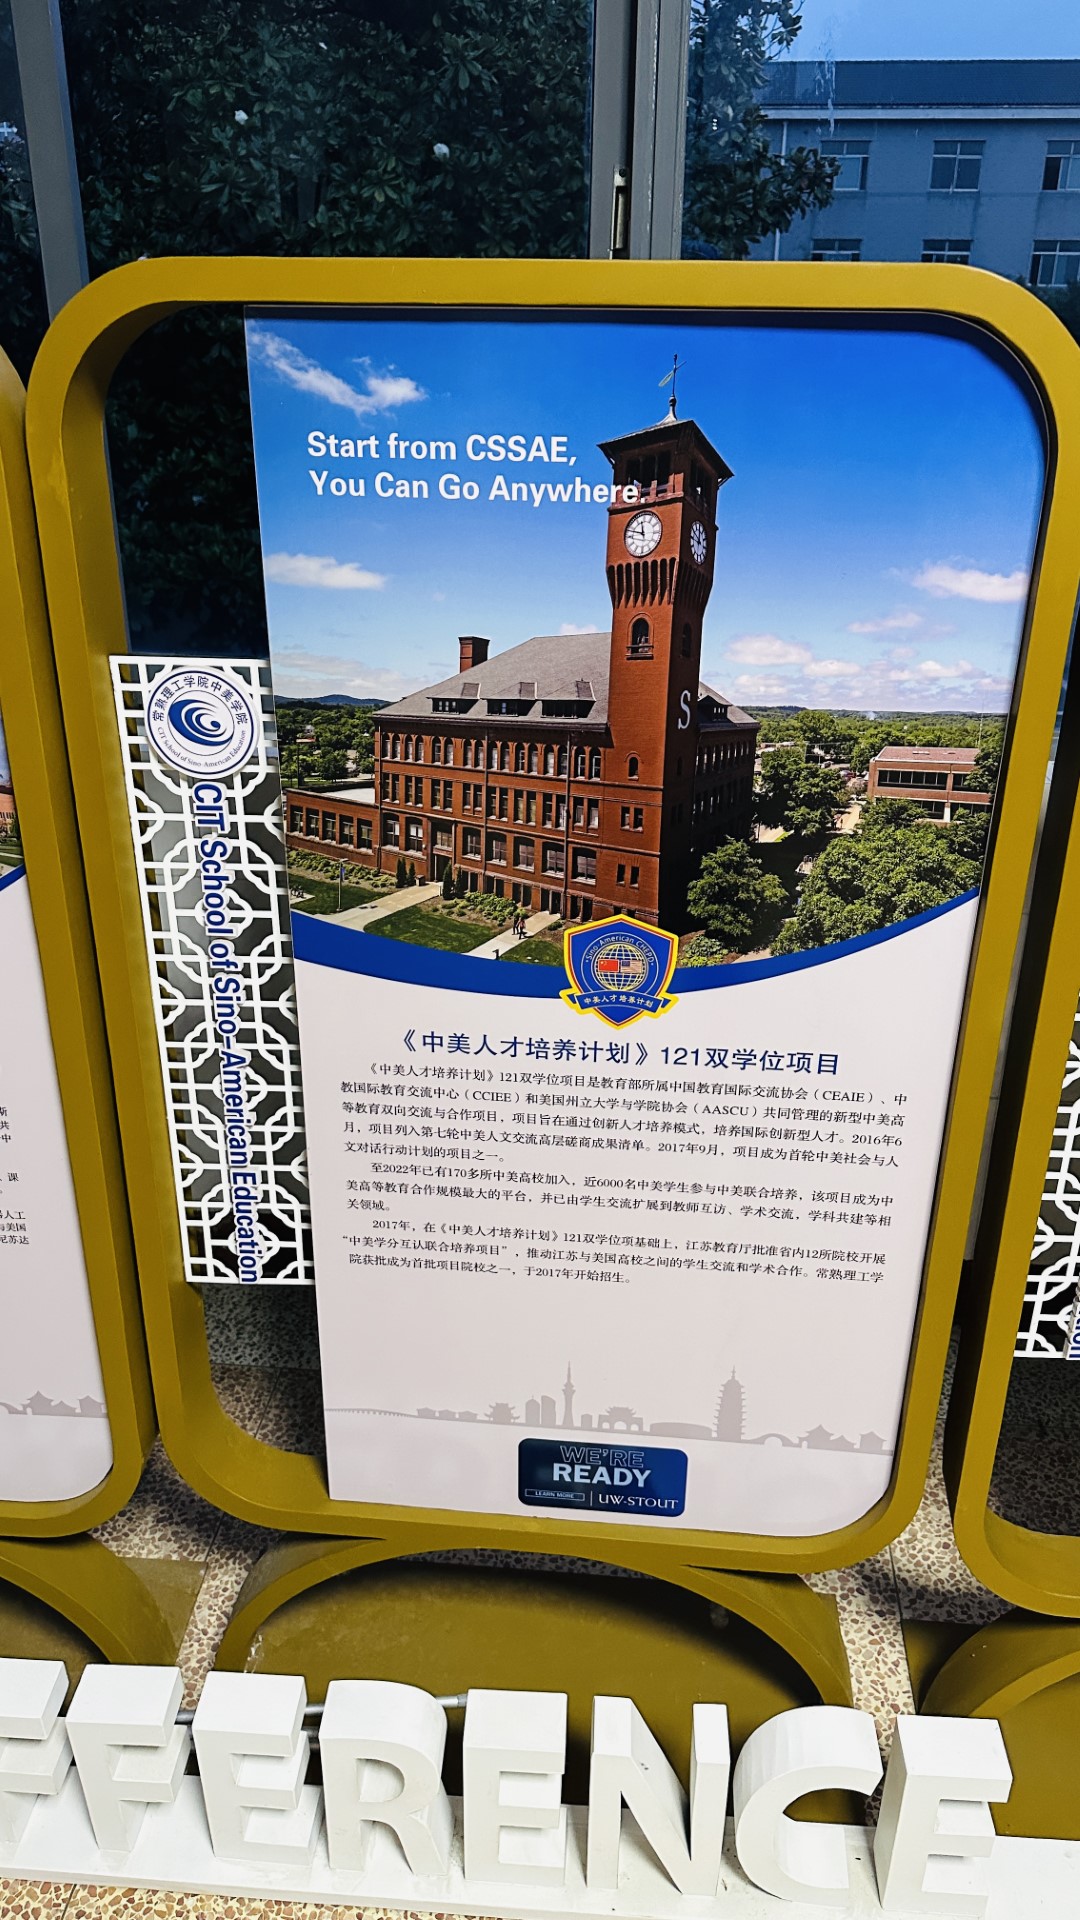 Start from CSSAE,
You Can Go Anywhere.
S
常熟理工学院中美学院
CIT School of Sino-American Education
CIT School of Sino-American Education
Sino-American CHEPD
中美人才培养计划
《中美人才培养计划》121双学位项目
《中美人才培养计划》121双学位项目是教育部所属中国教育国际交流协会（CEAIE）、中
教国际教育交流中心（CCIEE）和美国州立大学与学院协会（AASCU）共同管理的新型中美高
等教育双向交流与合作项目，项目旨在通过创新人才培养模式，培养国际创新型人才。2016年6
月，项目列入第七轮中美人文交流高层磋商成果清单。2017年9月，项目成为首轮中美社会与人
文对话行动计划的项目之一。
至2022年已有170多所中美高校加入，近6000名中美学生参与中美联合培养，该项目成为中
美高等教育合作规模最大的平台，并已由学生交流扩展到教师互访、学术交流，学科共建等相
关领域。
2017年，在《中美人才培养计划》121双学位项基础上，江苏教育厅批准省内12所院校开展
“中美学分互认联合培养项目”，推动江苏与美国高校之间的学生交流和学术合作。常熟理工学
院获批成为首批项目院校之一，于2017年开始招生。
WE'RE
READY
LEARN MORE
UW-STOUT
斯
共
中
课
人工
与美国
尼苏达
FFERENCE